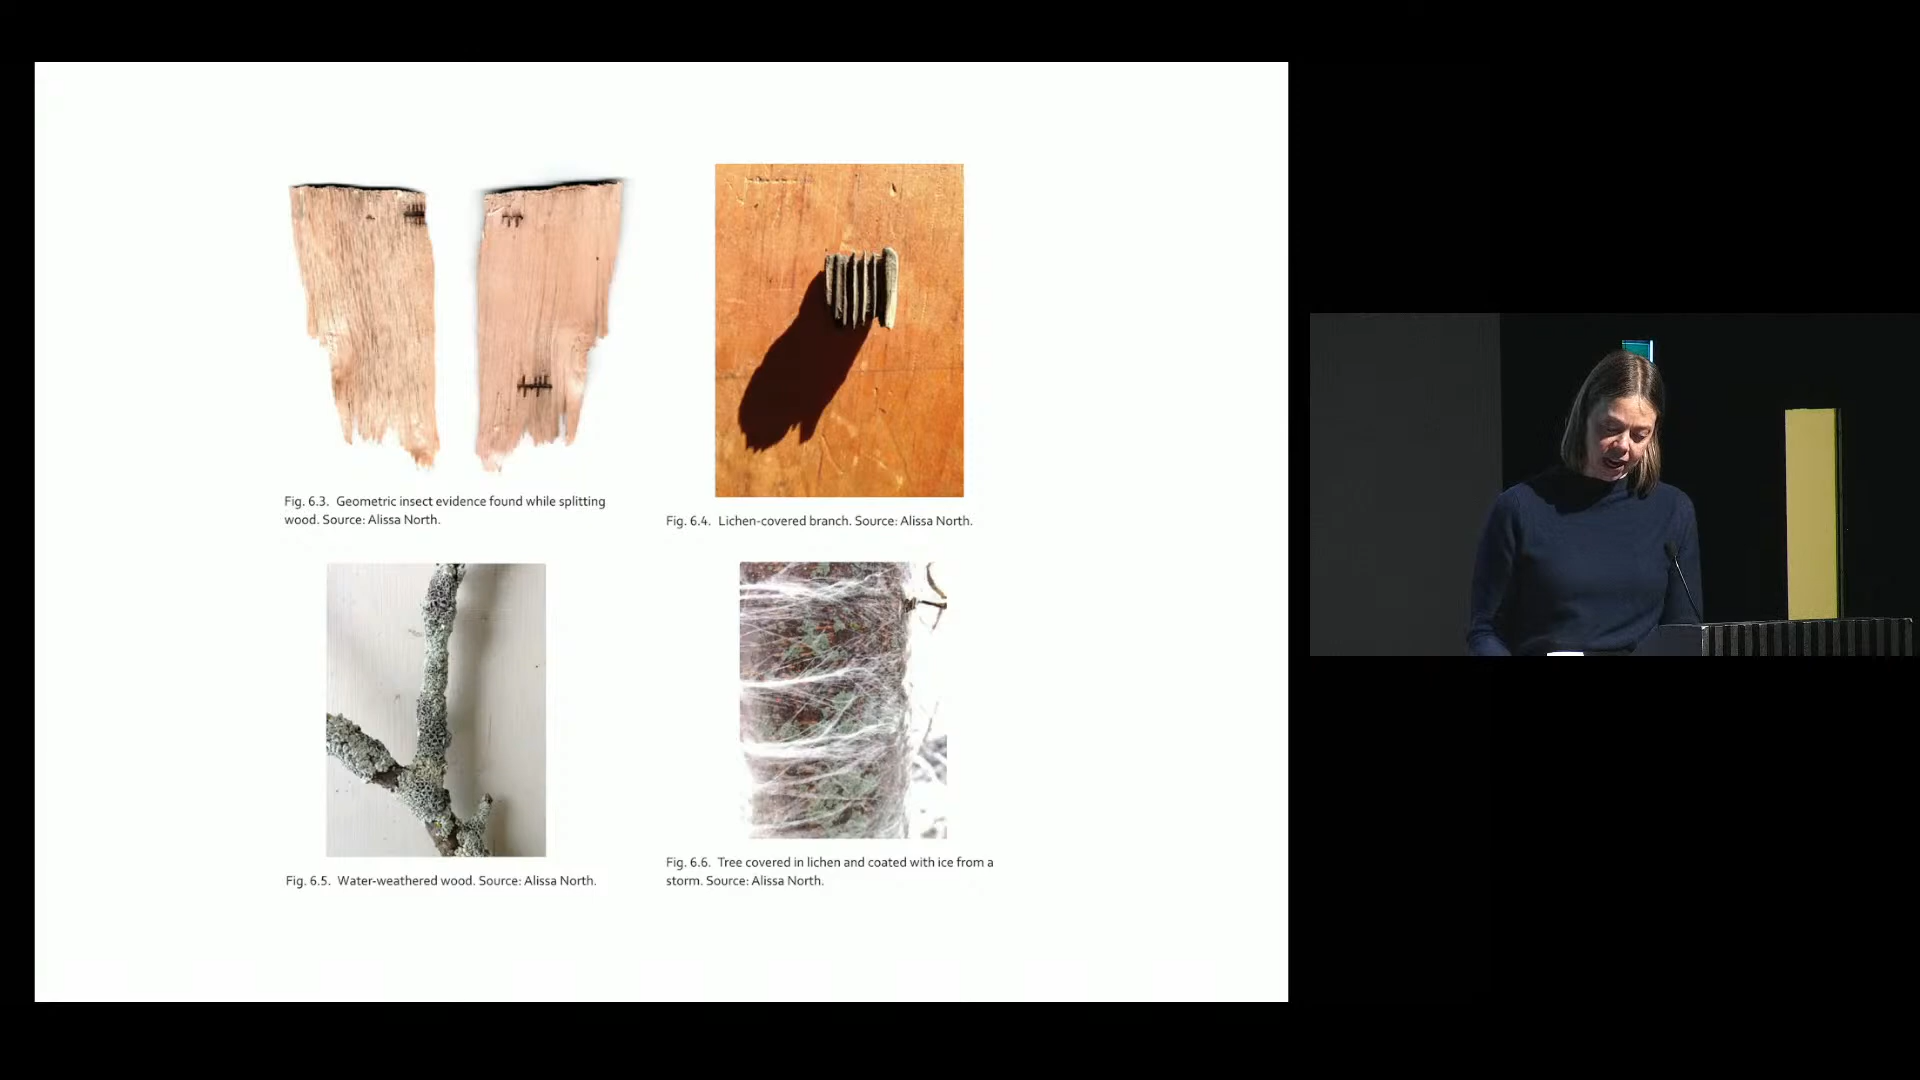 Fig. 6.3. Geometric insect evidence found while splitting
wood. Source: Alissa North.
Fig. 6.4. Lichen-covered branch. Source: Alissa North.
Fig. 6.5. Water-weathered wood. Source: Alissa North.
Fig. 6.6. Tree covered in lichen and coated with ice from a
storm. Source: Alissa North.